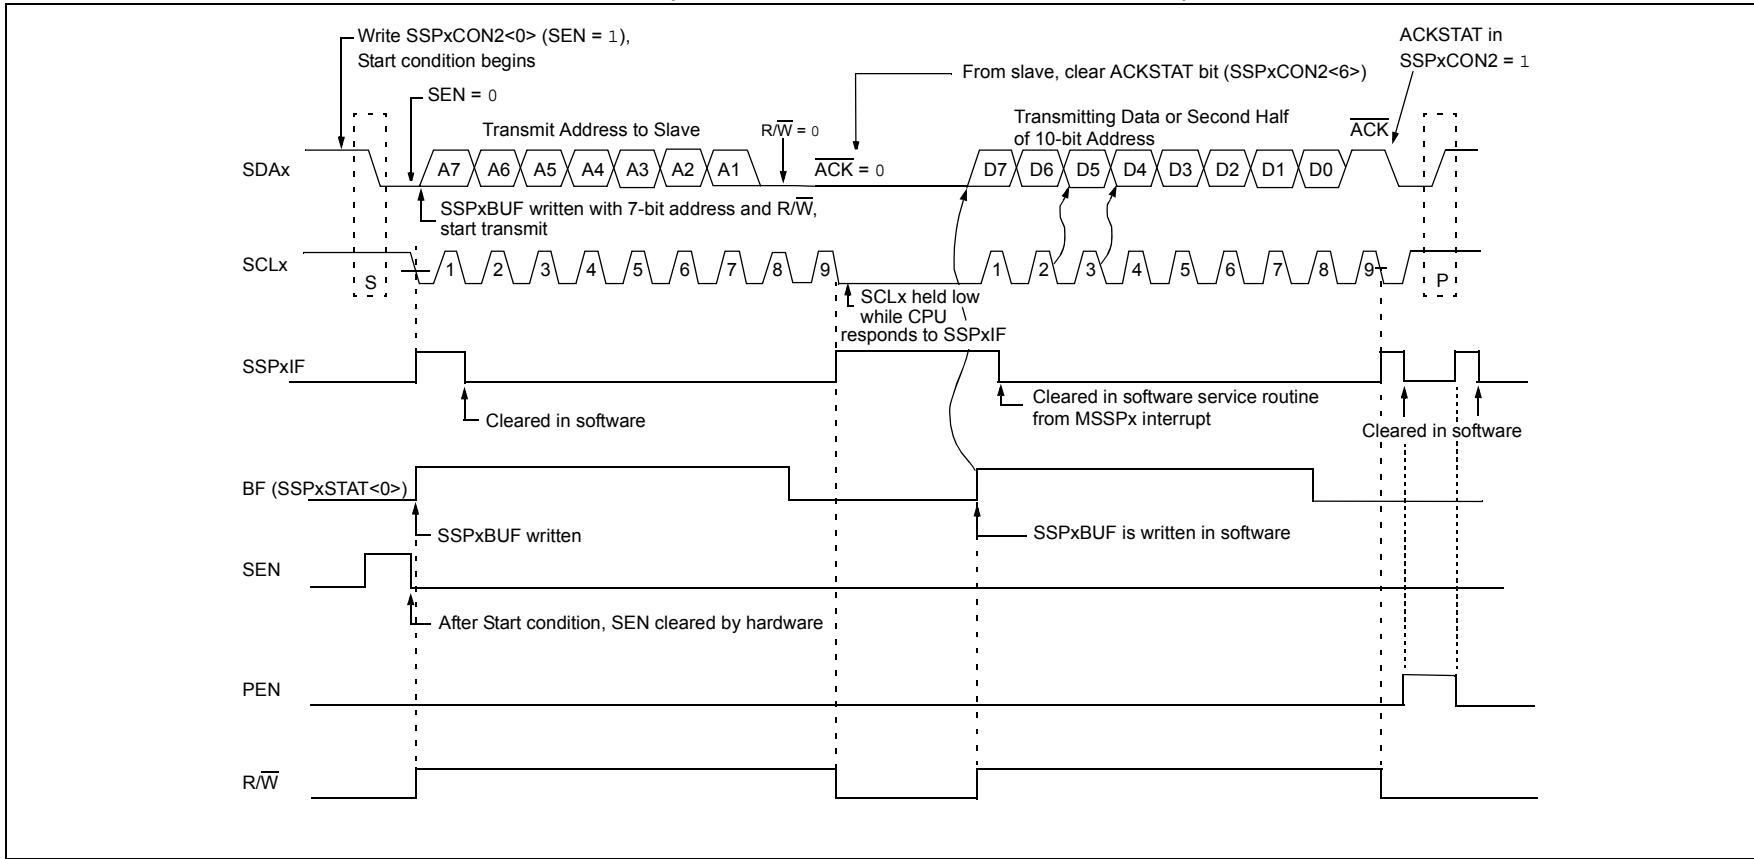 Write SSPxCON2<0> (SEN = 1),
Start condition begins
ACKSTAT in
SSPxCON2 = 1
From slave, clear ACKSTAT bit (SSPxCON2<6>)
SEN = 0
Transmit Address to Slave
R/W̅ = 0
Transmitting Data or Second Half
of 10-bit Address
A̅C̅K̅
SDAx
A7 A6 A5 A4 A3 A2 A1
A̅C̅K̅ = 0
D7 D6 D5 D4 D3 D2 D1 D0
SSPxBUF written with 7-bit address and R/W̅,
start transmit
SCLx
S
1 2 3 4 5 6 7 8 9
1 2 3 4 5 6 7 8 9
P
SCLx held low
while CPU
responds to SSPxIF
SSPxIF
Cleared in software
Cleared in software service routine
from MSSPx interrupt
Cleared in software
BF (SSPxSTAT<0>)
SSPxBUF written
SSPxBUF is written in software
SEN
After Start condition, SEN cleared by hardware
PEN
R/W̅